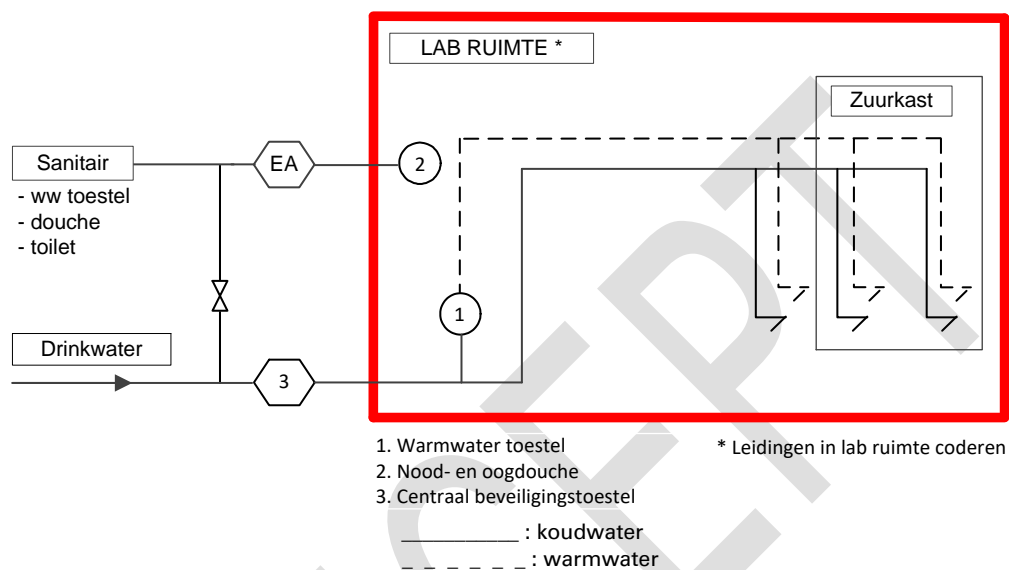 LAB RUIMTE *
Zuurkast
Sanitair
EA
2
- ww toestel
- douche
- toilet
1
Drinkwater
3
1. Warmwater toestel
* Leidingen in lab ruimte coderen
2. Nood- en oogdouche
3. Centraal beveiligingstoestel
: koudwater
: warmwater